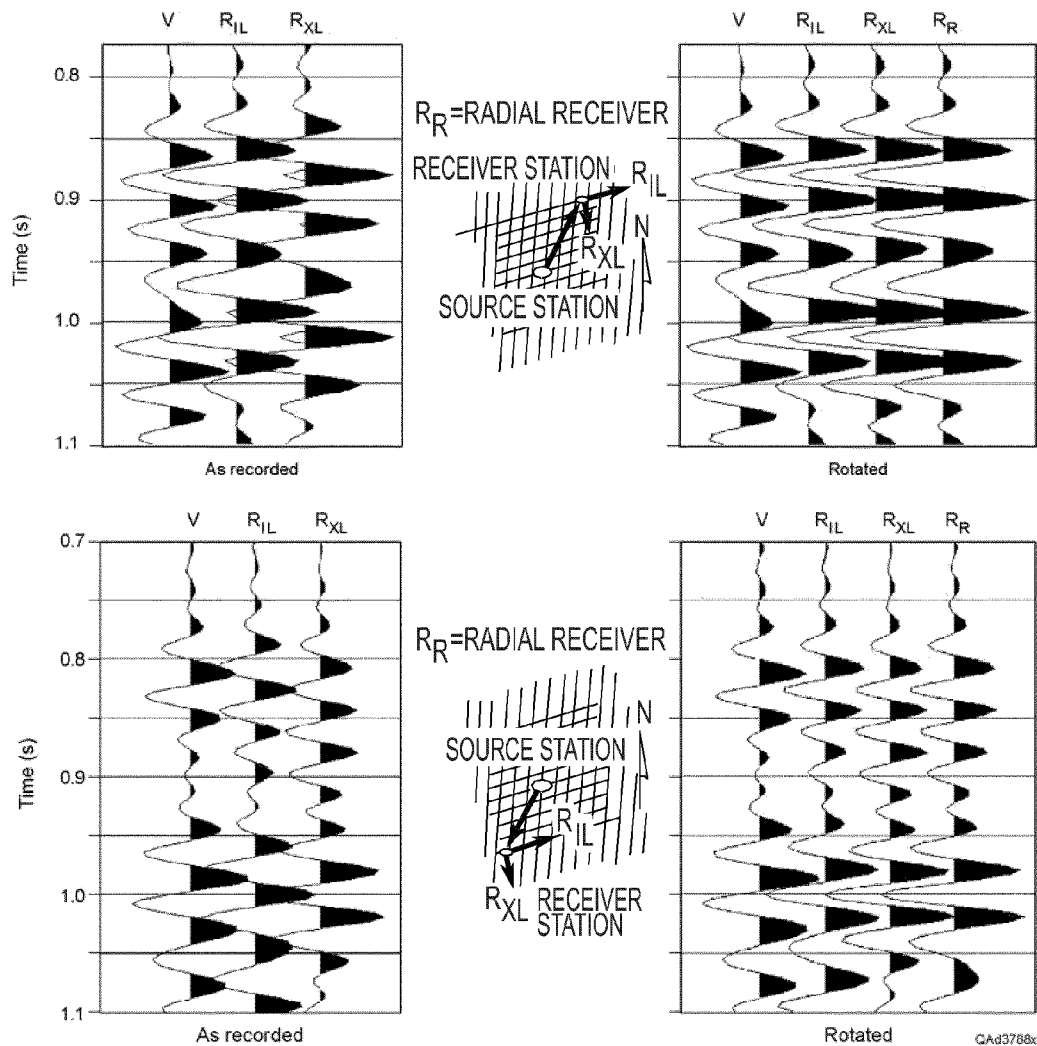 V R_IL R_XL
V R_IL R_XL R_R
0.8
0.9
1.0
1.1
Time (s)
R_R=RADIAL RECEIVER
RECEIVER STATION
R_IL
N
R_XL
SOURCE STATION
As recorded
Rotated
V R_IL R_XL
V R_IL R_XL R_R
0.7
0.8
0.9
1.0
1.1
Time (s)
R_R=RADIAL RECEIVER
N
SOURCE STATION
R_IL
R_XL RECEIVER
STATION
As recorded
Rotated
QAd3788x